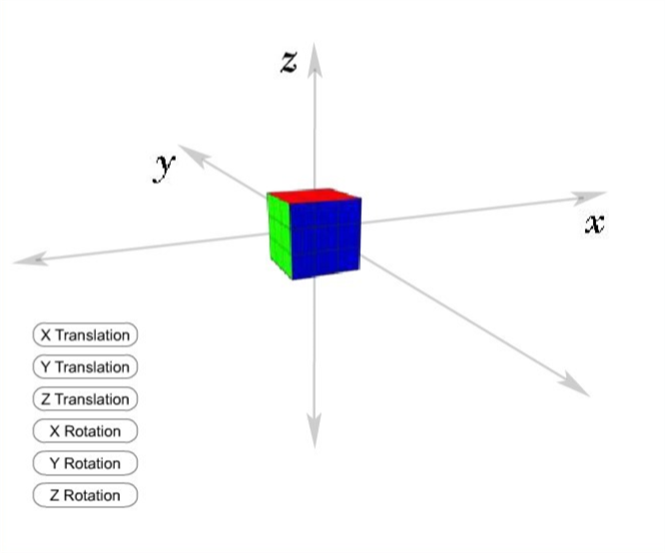 z
y
x
X Translation
Y Translation
Z Translation
X Rotation
Y Rotation
Z Rotation